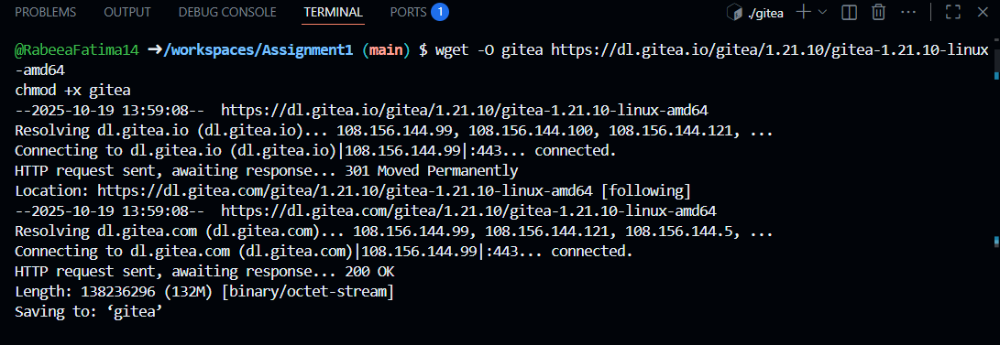 PROBLEMS OUTPUT DEBUG CONSOLE TERMINAL PORTS 1 ./gitea
@RabeeaFatima14 ➜/workspaces/Assignment1 (main) $ wget -O gitea https://dl.gitea.io/gitea/1.21.10/gitea-1.21.10-linux
-amd64
chmod +x gitea
--2025-10-19 13:59:08-- https://dl.gitea.io/gitea/1.21.10/gitea-1.21.10-linux-amd64
Resolving dl.gitea.io (dl.gitea.io)... 108.156.144.99, 108.156.144.100, 108.156.144.121, ...
Connecting to dl.gitea.io (dl.gitea.io)|108.156.144.99|:443... connected.
HTTP request sent, awaiting response... 301 Moved Permanently
Location: https://dl.gitea.com/gitea/1.21.10/gitea-1.21.10-linux-amd64 [following]
--2025-10-19 13:59:08-- https://dl.gitea.com/gitea/1.21.10/gitea-1.21.10-linux-amd64
Resolving dl.gitea.com (dl.gitea.com)... 108.156.144.99, 108.156.144.121, 108.156.144.5, ...
Connecting to dl.gitea.com (dl.gitea.com)|108.156.144.99|:443... connected.
HTTP request sent, awaiting response... 200 OK
Length: 138236296 (132M) [binary/octet-stream]
Saving to: ‘gitea’